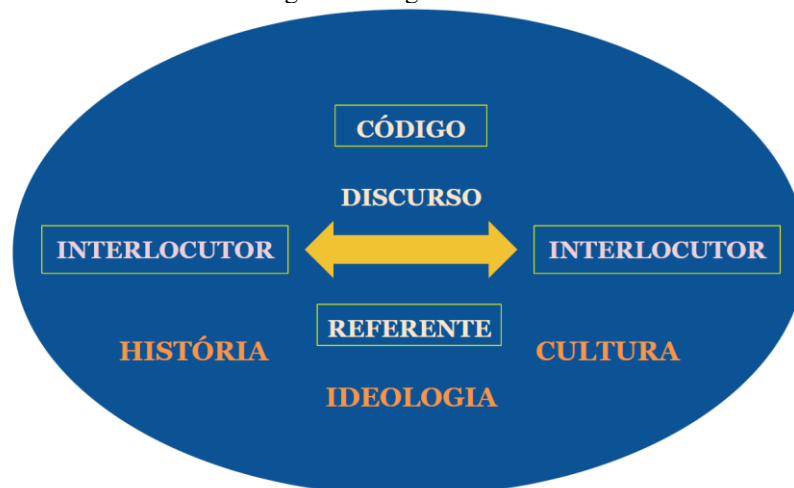 CÓDIGO
DISCURSO
INTERLOCUTOR
INTERLOCUTOR
REFERENTE
HISTÓRIA
CULTURA
IDEOLOGIA